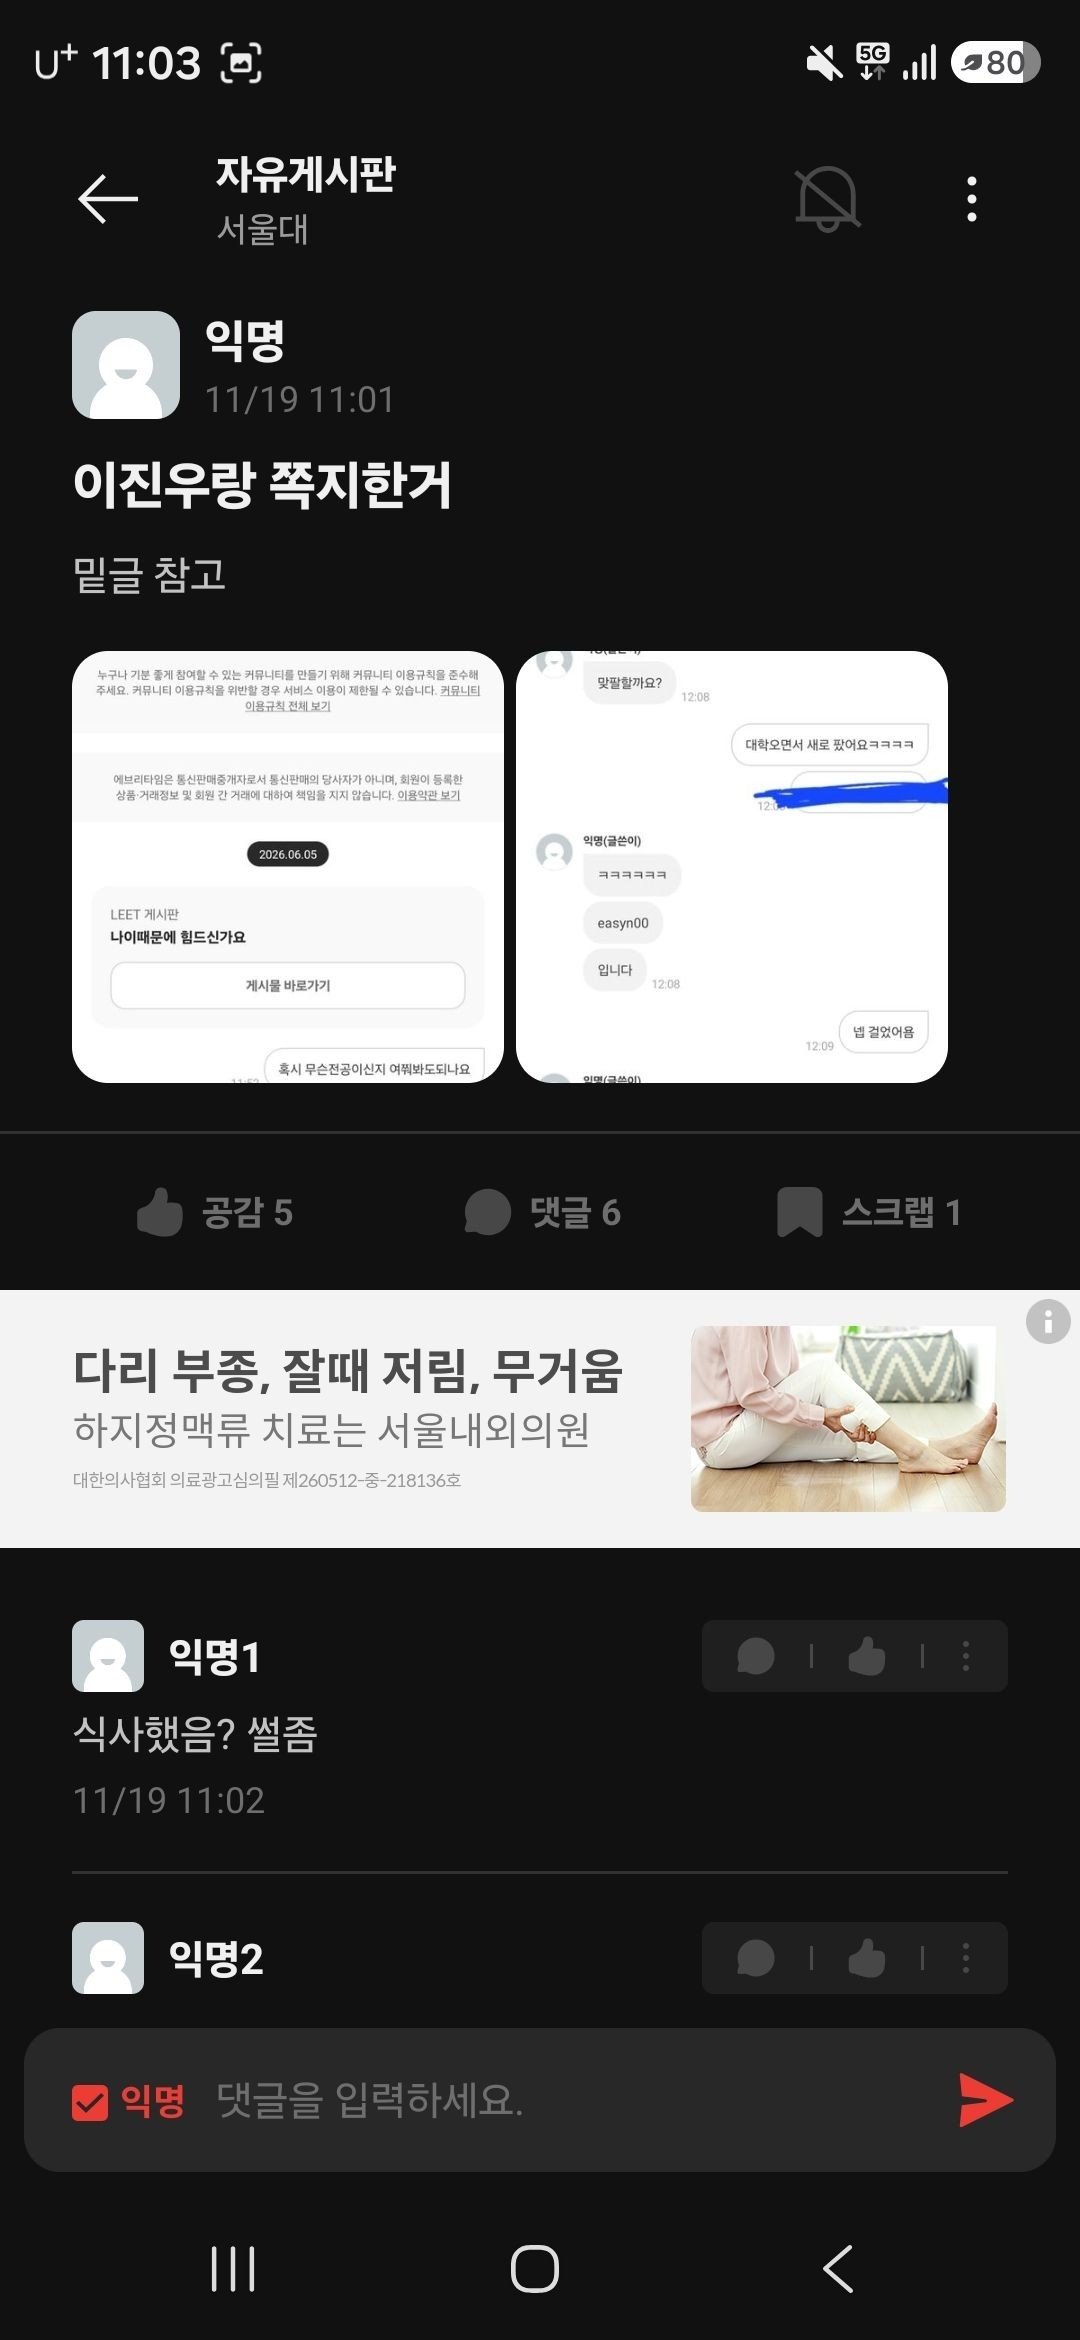 U+ 11:03 5G 80
자유게시판
서울대
익명
11/19 11:01
이진우랑 쪽지한거
밑글 참고
누구나 기분 좋게 참여할 수 있는 커뮤니티를 만들기 위해 커뮤니티 이용규칙을 준수해
주세요. 커뮤니티 이용규칙을 위반할 경우 서비스 이용이 제한될 수 있습니다. 커뮤니티
이용규칙 전체 보기
에브리타임은 통신판매중개자로서 통신판매의 당사자가 아니며, 회원이 등록한
상품·거래정보 및 회원 간 거래에 대하여 책임을 지지 않습니다. 이용약관 보기
2026.06.05
LEET 게시판
나이때문에 힘드신가요
게시물 바로가기
혹시 무슨전공이신지 여쭤봐도되나요
맞팔할까요?
12:08
대학오면서 새로 팠어요ㅋㅋㅋㅋ
익명(글쓴이)
ㅋㅋㅋㅋㅋㅋ
easyn00
입니다
12:08
넵 걸었어욤
12:09
익명(글쓴이)
공감 5
댓글 6
스크랩 1
다리 부종, 잘때 저림, 무거움
하지정맥류 치료는 서울내외의원
대한의사협회 의료광고심의필 제260512-중-218136호
익명1
식사했음? 썰좀
11/19 11:02
익명2
익명 댓글을 입력하세요.